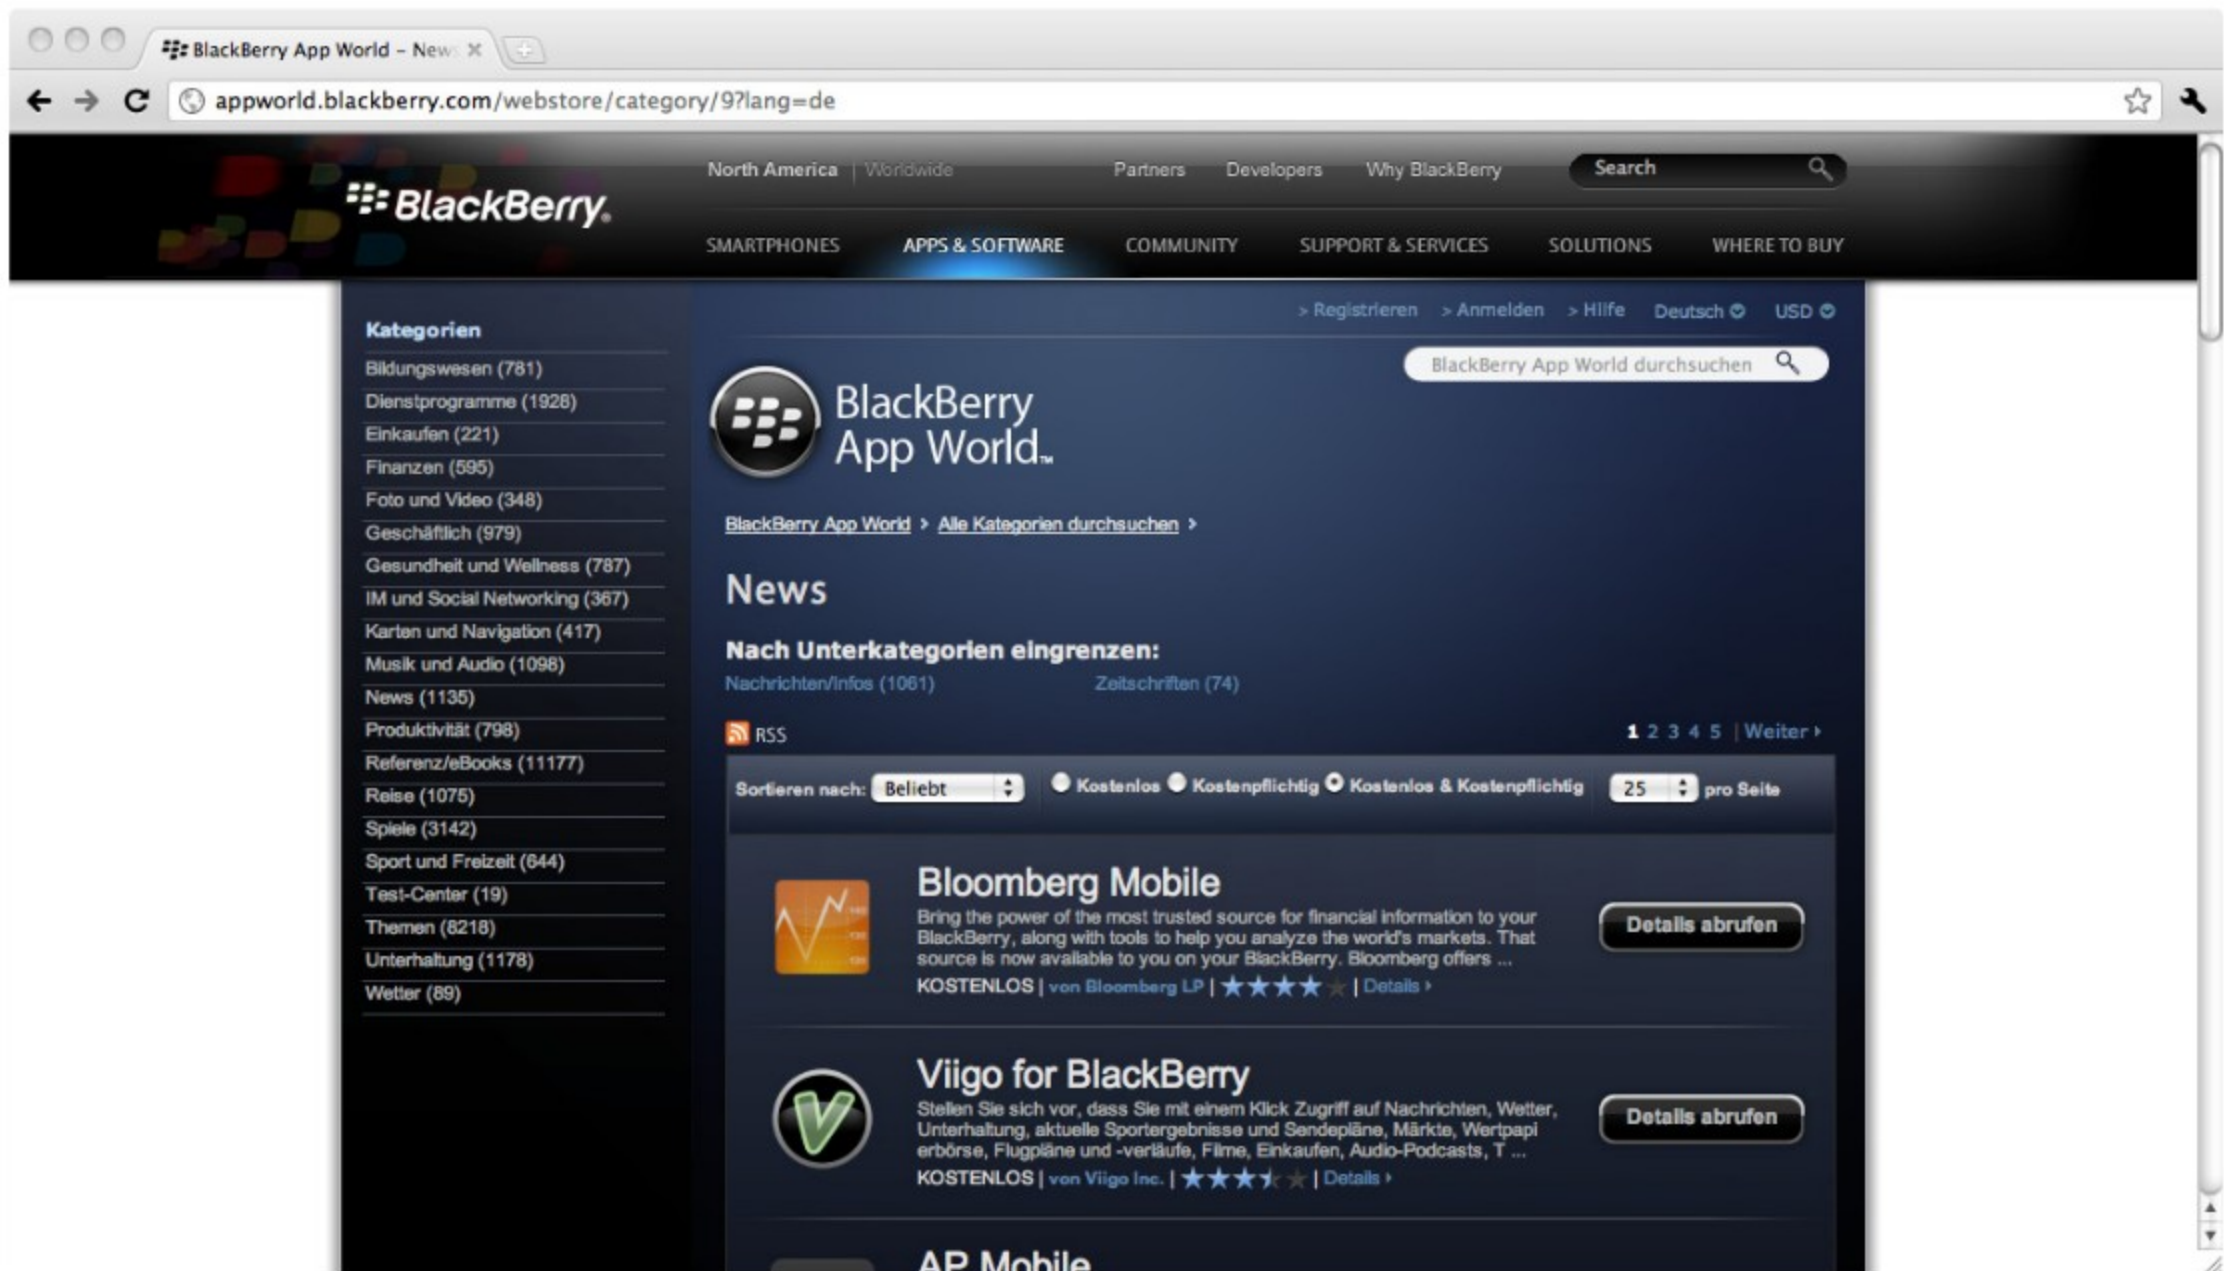 BlackBerry App World – News
appworld.blackberry.com/webstore/category/9?lang=de
BlackBerry®
North America | Worldwide
Partners Developers Why BlackBerry Search
SMARTPHONES APPS & SOFTWARE COMMUNITY SUPPORT & SERVICES SOLUTIONS WHERE TO BUY
> Registrieren > Anmelden > Hilfe Deutsch USD
BlackBerry App World durchsuchen
Kategorien
Bildungswesen (781)
Dienstprogramme (1928)
Einkaufen (221)
Finanzen (595)
Foto und Video (348)
Geschäftlich (979)
Gesundheit und Wellness (787)
IM und Social Networking (367)
Karten und Navigation (417)
Musik und Audio (1098)
News (1135)
Produktivität (798)
Referenz/eBooks (11177)
Reise (1075)
Spiele (3142)
Sport und Freizeit (644)
Test-Center (19)
Themen (8218)
Unterhaltung (1178)
Wetter (89)
BlackBerry
App World™
BlackBerry App World > Alle Kategorien durchsuchen >
News
Nach Unterkategorien eingrenzen:
Nachrichten/Infos (1061) Zeitschriften (74)
RSS
1 2 3 4 5 | Weiter
Sortieren nach: Beliebt Kostenlos Kostenpflichtig Kostenlos & Kostenpflichtig 25 pro Seite
Bloomberg Mobile
Bring the power of the most trusted source for financial information to your
BlackBerry, along with tools to help you analyze the world's markets. That
source is now available to you on your BlackBerry. Bloomberg offers ...
KOSTENLOS | von Bloomberg LP | | Details
Details abrufen
Viigo for BlackBerry
Stellen Sie sich vor, dass Sie mit einem Klick Zugriff auf Nachrichten, Wetter,
Unterhaltung, aktuelle Sportergebnisse und Sendepläne, Märkte, Wertpapi
erbörse, Flugpläne und -verläufe, Filme, Einkaufen, Audio-Podcasts, T ...
KOSTENLOS | von Viigo Inc. | | Details
Details abrufen
AP Mobile